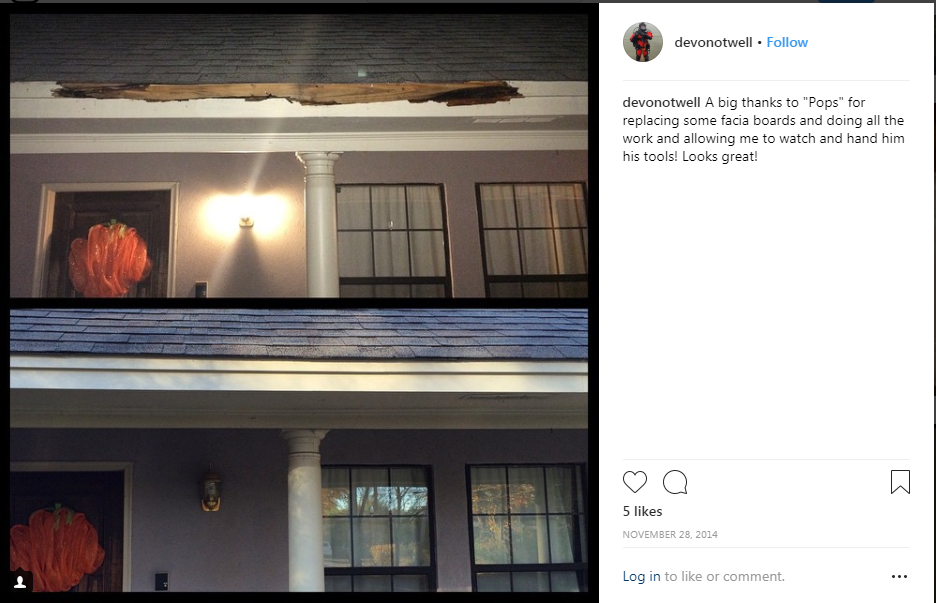 devonotwell • Follow
devonotwell A big thanks to "Pops" for
replacing some facia boards and doing all the
work and allowing me to watch and hand him
his tools! Looks great!
5 likes
NOVEMBER 28, 2014
Log in to like or comment.